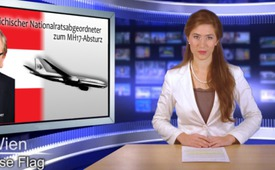 ichischer Nationalratsabgeordneter
zum MH17-Absturz
Wien
se Flag